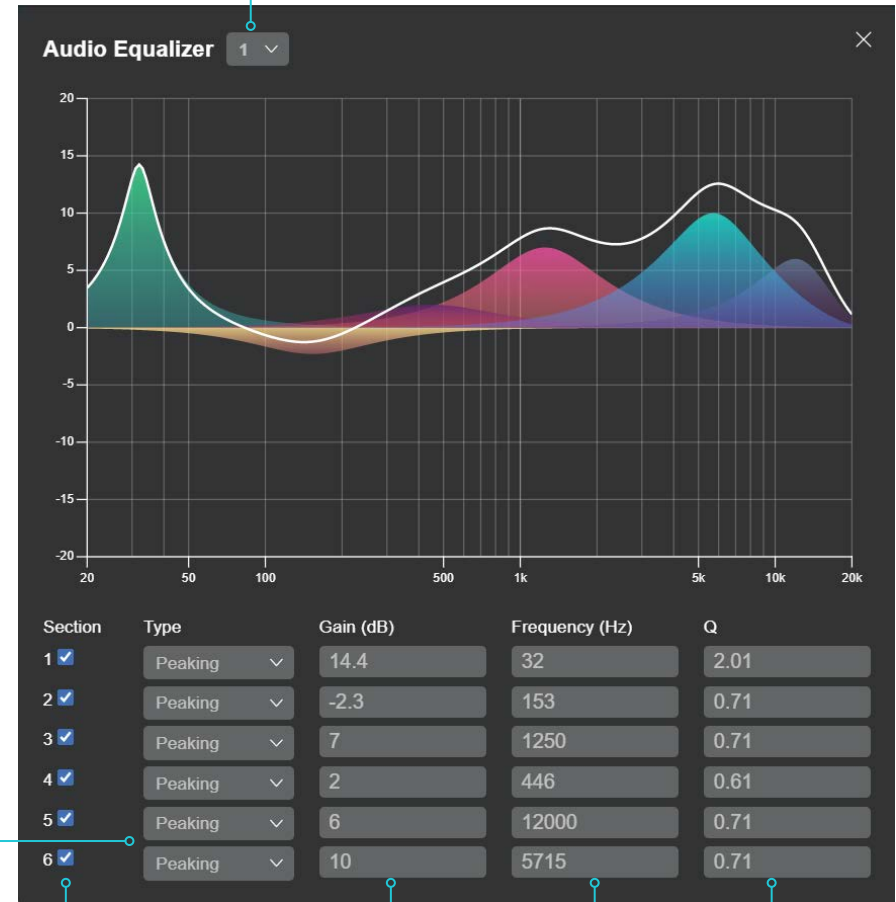 Audio Equalizer 1
20
15
10
5
0
-5
-10
-15
-20
20 50 100 500 1k 5k 10k 20k
Section Type Gain (dB) Frequency (Hz) Q
1 Peaking 14.4 32 2.01
2 Peaking -2.3 153 0.71
3 Peaking 7 1250 0.71
4 Peaking 2 446 0.61
5 Peaking 6 12000 0.71
6 Peaking 10 5715 0.71